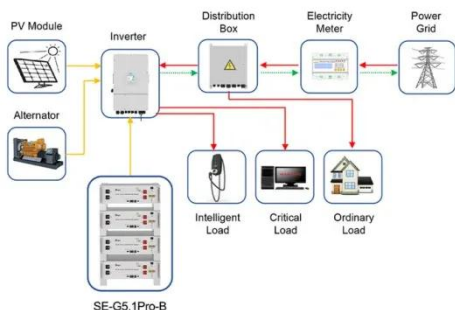 PV Module
Inverter
Distribution
Box
Electricity
Meter
Power
Grid
Alternator
Intelligent
Load
Critical
Load
Ordinary
Load
SE-G5.1Pro-B